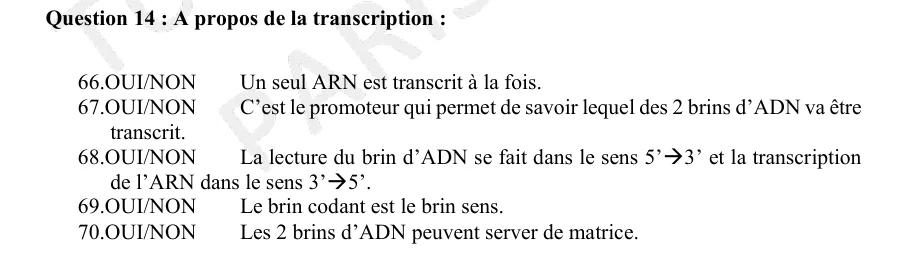 Question 14 : A propos de la transcription :
66.OUI/NON Un seul ARN est transcrit à la fois.
67.OUI/NON C’est le promoteur qui permet de savoir lequel des 2 brins d’ADN va être
transcrit.
68.OUI/NON La lecture du brin d’ADN se fait dans le sens 5’→3’ et la transcription
de l’ARN dans le sens 3’→5’.
69.OUI/NON Le brin codant est le brin sens.
70.OUI/NON Les 2 brins d’ADN peuvent server de matrice.